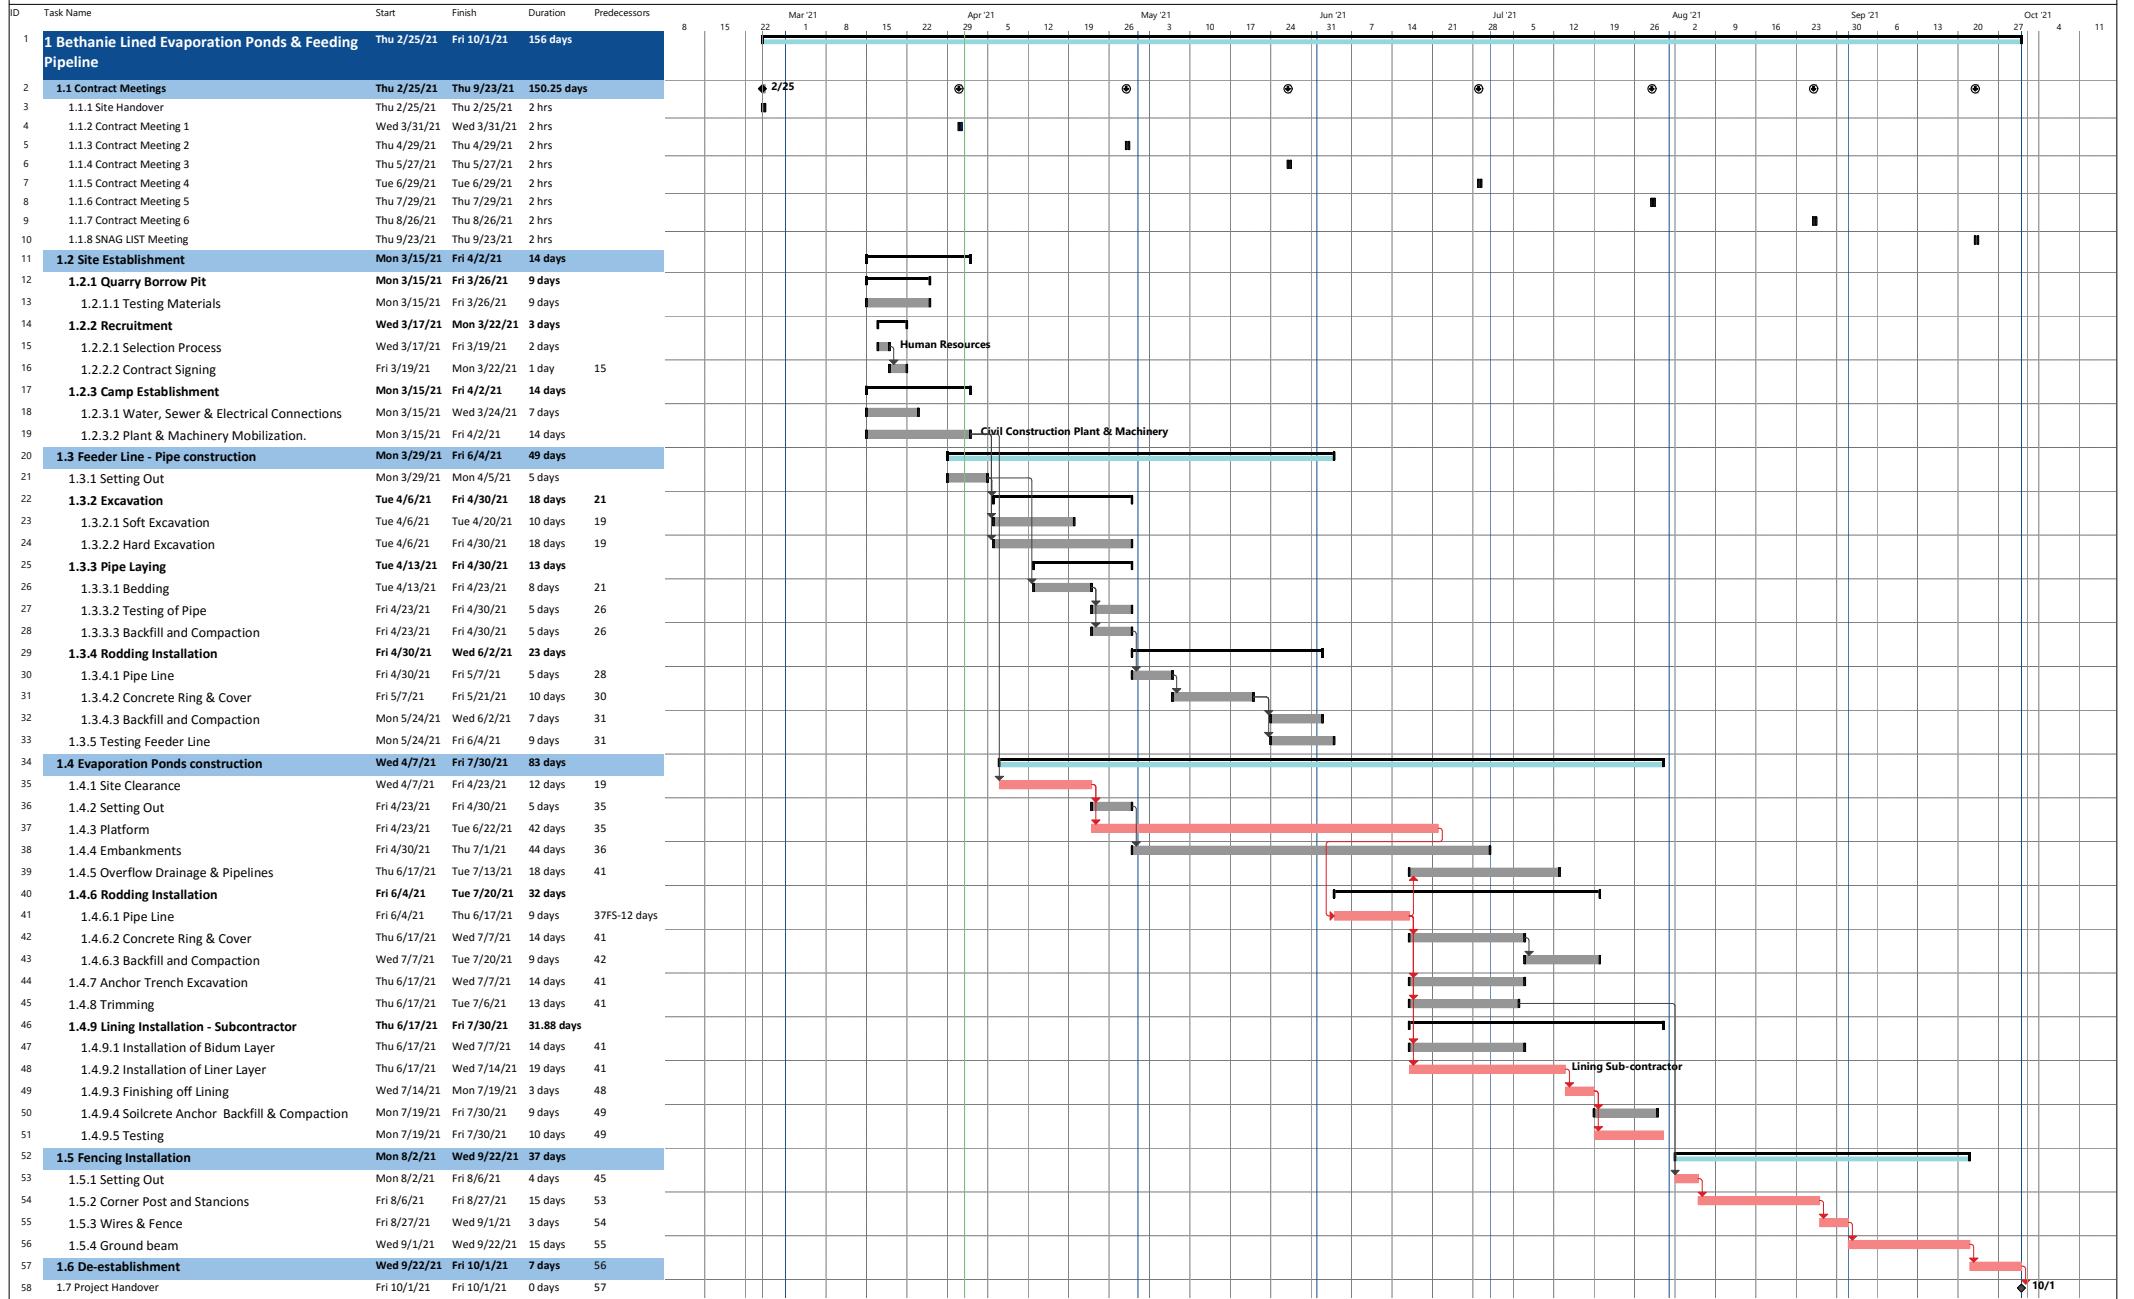 ID Task Name Start Finish Duration Predecessors
Mar '21 Apr '21 May '21 Jun '21 Jul '21 Aug '21 Sep '21 Oct '21
8 15 22 1 8 15 22 29 5 12 19 26 3 10 17 24 31 7 14 21 28 5 12 19 26 2 9 16 23 30 6 13 20 27 4 11
1 1 Bethanie Lined Evaporation Ponds & Feeding Pipeline Thu 2/25/21 Fri 10/1/21 156 days
2 1.1 Contract Meetings Thu 2/25/21 Thu 9/23/21 150.25 days 2/25
3 1.1.1 Site Handover Thu 2/25/21 Thu 2/25/21 2 hrs
4 1.1.2 Contract Meeting 1 Wed 3/31/21 Wed 3/31/21 2 hrs
5 1.1.3 Contract Meeting 2 Thu 4/29/21 Thu 4/29/21 2 hrs
6 1.1.4 Contract Meeting 3 Thu 5/27/21 Thu 5/27/21 2 hrs
7 1.1.5 Contract Meeting 4 Tue 6/29/21 Tue 6/29/21 2 hrs
8 1.1.6 Contract Meeting 5 Thu 7/29/21 Thu 7/29/21 2 hrs
9 1.1.7 Contract Meeting 6 Thu 8/26/21 Thu 8/26/21 2 hrs
10 1.1.8 SNAG LIST Meeting Thu 9/23/21 Thu 9/23/21 2 hrs
11 1.2 Site Establishment Mon 3/15/21 Fri 4/2/21 14 days
12 1.2.1 Quarry Borrow Pit Mon 3/15/21 Fri 3/26/21 9 days
13 1.2.1.1 Testing Materials Mon 3/15/21 Fri 3/26/21 9 days
14 1.2.2 Recruitment Wed 3/17/21 Mon 3/22/21 3 days
15 1.2.2.1 Selection Process Wed 3/17/21 Fri 3/19/21 2 days Human Resources
16 1.2.2.2 Contract Signing Fri 3/19/21 Mon 3/22/21 1 day 15
17 1.2.3 Camp Establishment Mon 3/15/21 Fri 4/2/21 14 days
18 1.2.3.1 Water, Sewer & Electrical Connections Mon 3/15/21 Wed 3/24/21 7 days
19 1.2.3.2 Plant & Machinery Mobilization. Mon 3/15/21 Fri 4/2/21 14 days Civil Construction Plant & Machinery
20 1.3 Feeder Line - Pipe construction Mon 3/29/21 Fri 6/4/21 49 days
21 1.3.1 Setting Out Mon 3/29/21 Mon 4/5/21 5 days
22 1.3.2 Excavation Tue 4/6/21 Fri 4/30/21 18 days 21
23 1.3.2.1 Soft Excavation Tue 4/6/21 Tue 4/20/21 10 days 19
24 1.3.2.2 Hard Excavation Tue 4/6/21 Fri 4/30/21 18 days 19
25 1.3.3 Pipe Laying Tue 4/13/21 Fri 4/30/21 13 days
26 1.3.3.1 Bedding Tue 4/13/21 Fri 4/23/21 8 days 21
27 1.3.3.2 Testing of Pipe Fri 4/23/21 Fri 4/30/21 5 days 26
28 1.3.3.3 Backfill and Compaction Fri 4/23/21 Fri 4/30/21 5 days 26
29 1.3.4 Rodding Installation Fri 4/30/21 Wed 6/2/21 23 days
30 1.3.4.1 Pipe Line Fri 4/30/21 Fri 5/7/21 5 days 28
31 1.3.4.2 Concrete Ring & Cover Fri 5/7/21 Fri 5/21/21 10 days 30
32 1.3.4.3 Backfill and Compaction Mon 5/24/21 Wed 6/2/21 7 days 31
33 1.3.5 Testing Feeder Line Mon 5/24/21 Fri 6/4/21 9 days 31
34 1.4 Evaporation Ponds construction Wed 4/7/21 Fri 7/30/21 83 days
35 1.4.1 Site Clearance Wed 4/7/21 Fri 4/23/21 12 days 19
36 1.4.2 Setting Out Fri 4/23/21 Fri 4/30/21 5 days 35
37 1.4.3 Platform Fri 4/23/21 Tue 6/22/21 42 days 35
38 1.4.4 Embankments Fri 4/30/21 Thu 7/1/21 44 days 36
39 1.4.5 Overflow Drainage & Pipelines Thu 6/17/21 Tue 7/13/21 18 days 41
40 1.4.6 Rodding Installation Fri 6/4/21 Tue 7/20/21 32 days
41 1.4.6.1 Pipe Line Fri 6/4/21 Thu 6/17/21 9 days 37FS-12 days
42 1.4.6.2 Concrete Ring & Cover Thu 6/17/21 Wed 7/7/21 14 days 41
43 1.4.6.3 Backfill and Compaction Wed 7/7/21 Tue 7/20/21 9 days 42
44 1.4.7 Anchor Trench Excavation Thu 6/17/21 Wed 7/7/21 14 days 41
45 1.4.8 Trimming Thu 6/17/21 Tue 7/6/21 13 days 41
46 1.4.9 Lining Installation - Subcontractor Thu 6/17/21 Fri 7/30/21 31.88 days
47 1.4.9.1 Installation of Bidum Layer Thu 6/17/21 Wed 7/7/21 14 days 41
48 1.4.9.2 Installation of Liner Layer Thu 6/17/21 Wed 7/14/21 19 days 41 Lining Sub-contractor
49 1.4.9.3 Finishing off Lining Wed 7/14/21 Mon 7/19/21 3 days 48
50 1.4.9.4 Soilcrete Anchor Backfill & Compaction Mon 7/19/21 Fri 7/30/21 9 days 49
51 1.4.9.5 Testing Mon 7/19/21 Fri 7/30/21 10 days 49
52 1.5 Fencing Installation Mon 8/2/21 Wed 9/22/21 37 days
53 1.5.1 Setting Out Mon 8/2/21 Fri 8/6/21 4 days 45
54 1.5.2 Corner Post and Stancions Fri 8/6/21 Fri 8/27/21 15 days 53
55 1.5.3 Wires & Fence Fri 8/27/21 Wed 9/1/21 3 days 54
56 1.5.4 Ground beam Wed 9/1/21 Wed 9/22/21 15 days 55
57 1.6 De-establishment Wed 9/22/21 Fri 10/1/21 7 days 56
58 1.7 Project Handover Fri 10/1/21 Fri 10/1/21 0 days 57 10/1